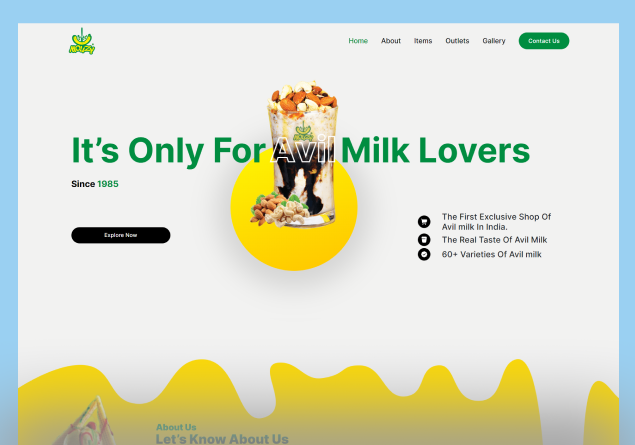 Home About Items Outlets Gallery Contact Us
It's Only For Avil Milk Lovers
Since 1985
Explore Now
The First Exclusive Shop Of
Avil milk In India.
The Real Taste Of Avil Milk
60+ Varieties Of Avil milk
About Us
Let's Know About Us